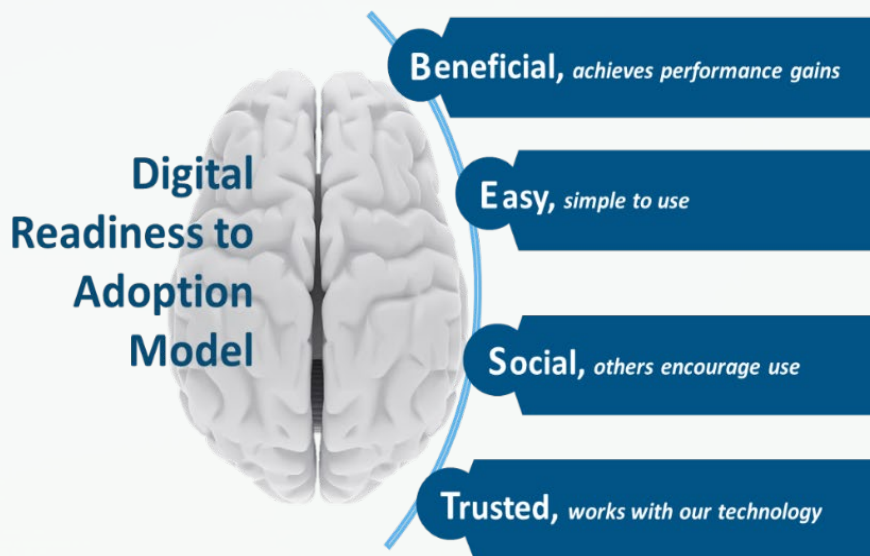 Digital
Readiness to
Adoption
Model
Beneficial, achieves performance gains
Easy, simple to use
Social, others encourage use
Trusted, works with our technology